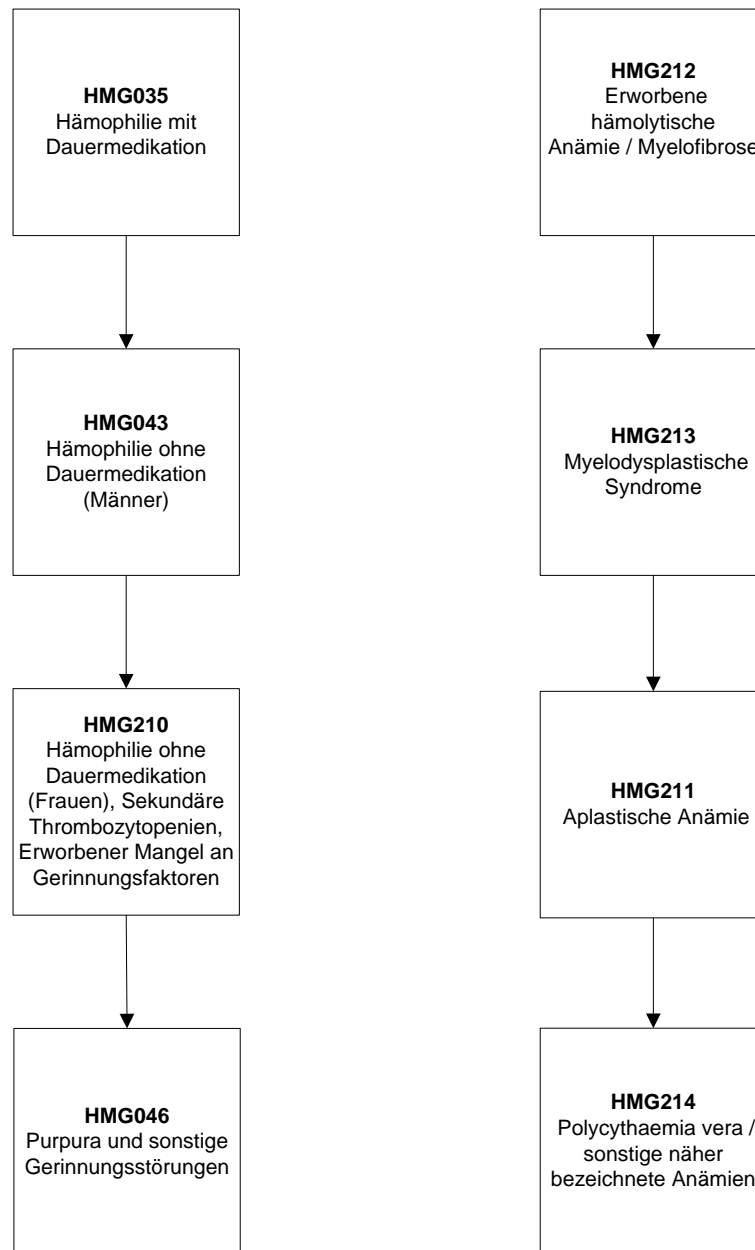 HMG035
Hämophilie mit
Dauermedikation
HMG043
Hämophilie ohne
Dauermedikation
(Männer)
HMG210
Hämophilie ohne
Dauermedikation
(Frauen), Sekundäre
Thrombozytopenien,
Erworbener Mangel an
Gerinnungsfaktoren
HMG046
Purpura und sonstige
Gerinnungsstörungen
HMG212
Erworbene
hämolytische
Anämie / Myelofibrose
HMG213
Myelodysplastische
Syndrome
HMG211
Aplastische Anämie
HMG214
Polycythaemia vera /
sonstige näher
bezeichnete Anämien